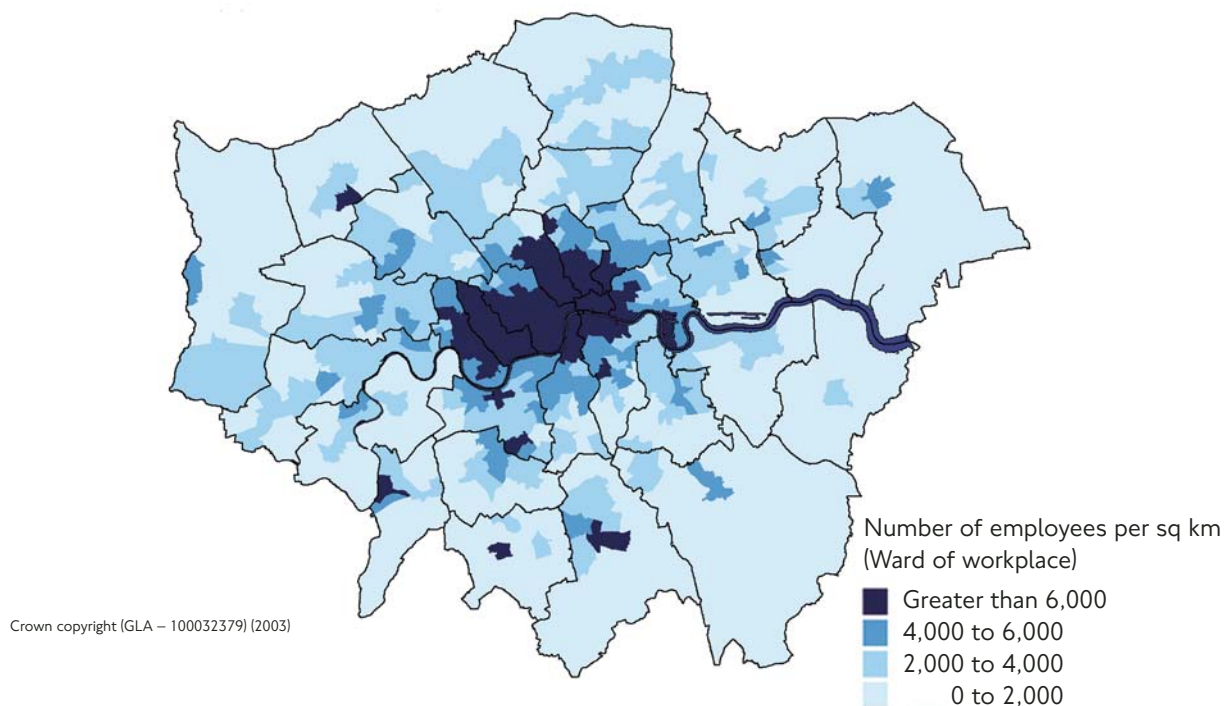 Number of employees per sq km
(Ward of workplace)
Greater than 6,000
4,000 to 6,000
2,000 to 4,000
0 to 2,000
Crown copyright (GLA – 100032379) (2003)